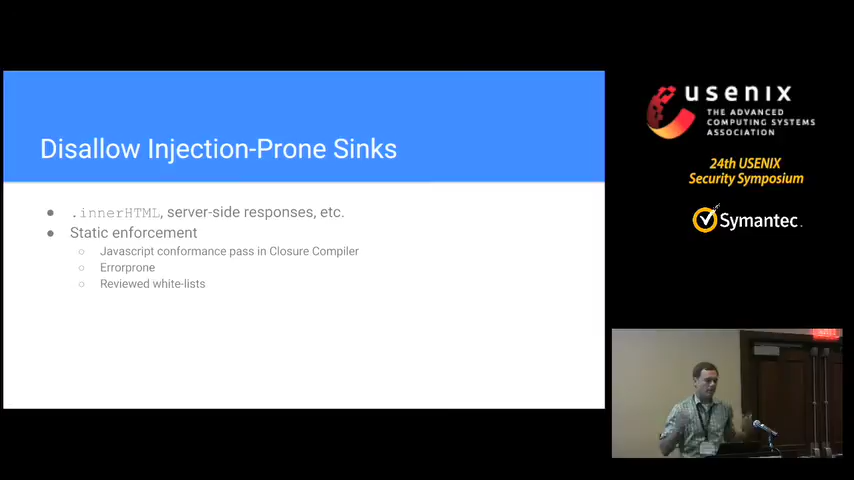 Disallow Injection-Prone Sinks
.innerHTML, server-side responses, etc.
Static enforcement
Javascript conformance pass in Closure Compiler
Errorprone
Reviewed white-lists
usenix
THE ADVANCED
COMPUTING SYSTEMS
ASSOCIATION
24th USENIX
Security Symposium
Symantec.